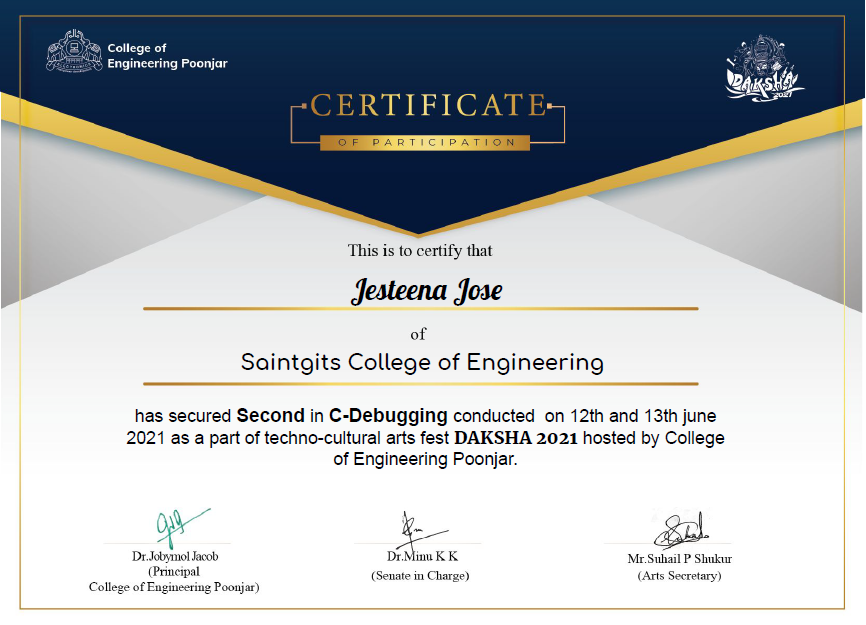 College of
Engineering Poonjar
DAKSHA
2021
CERTIFICATE
OF PARTICIPATION
This is to certify that
Jesteena Jose
of
Saintgits College of Engineering
has secured Second in C-Debugging conducted on 12th and 13th june
2021 as a part of techno-cultural arts fest DAKSHA 2021 hosted by College
of Engineering Poonjar.
Dr.Jobymol Jacob
(Principal
College of Engineering Poonjar)
Dr.Minu K K
(Senate in Charge)
Mr.Suhail P Shukur
(Arts Secretary)